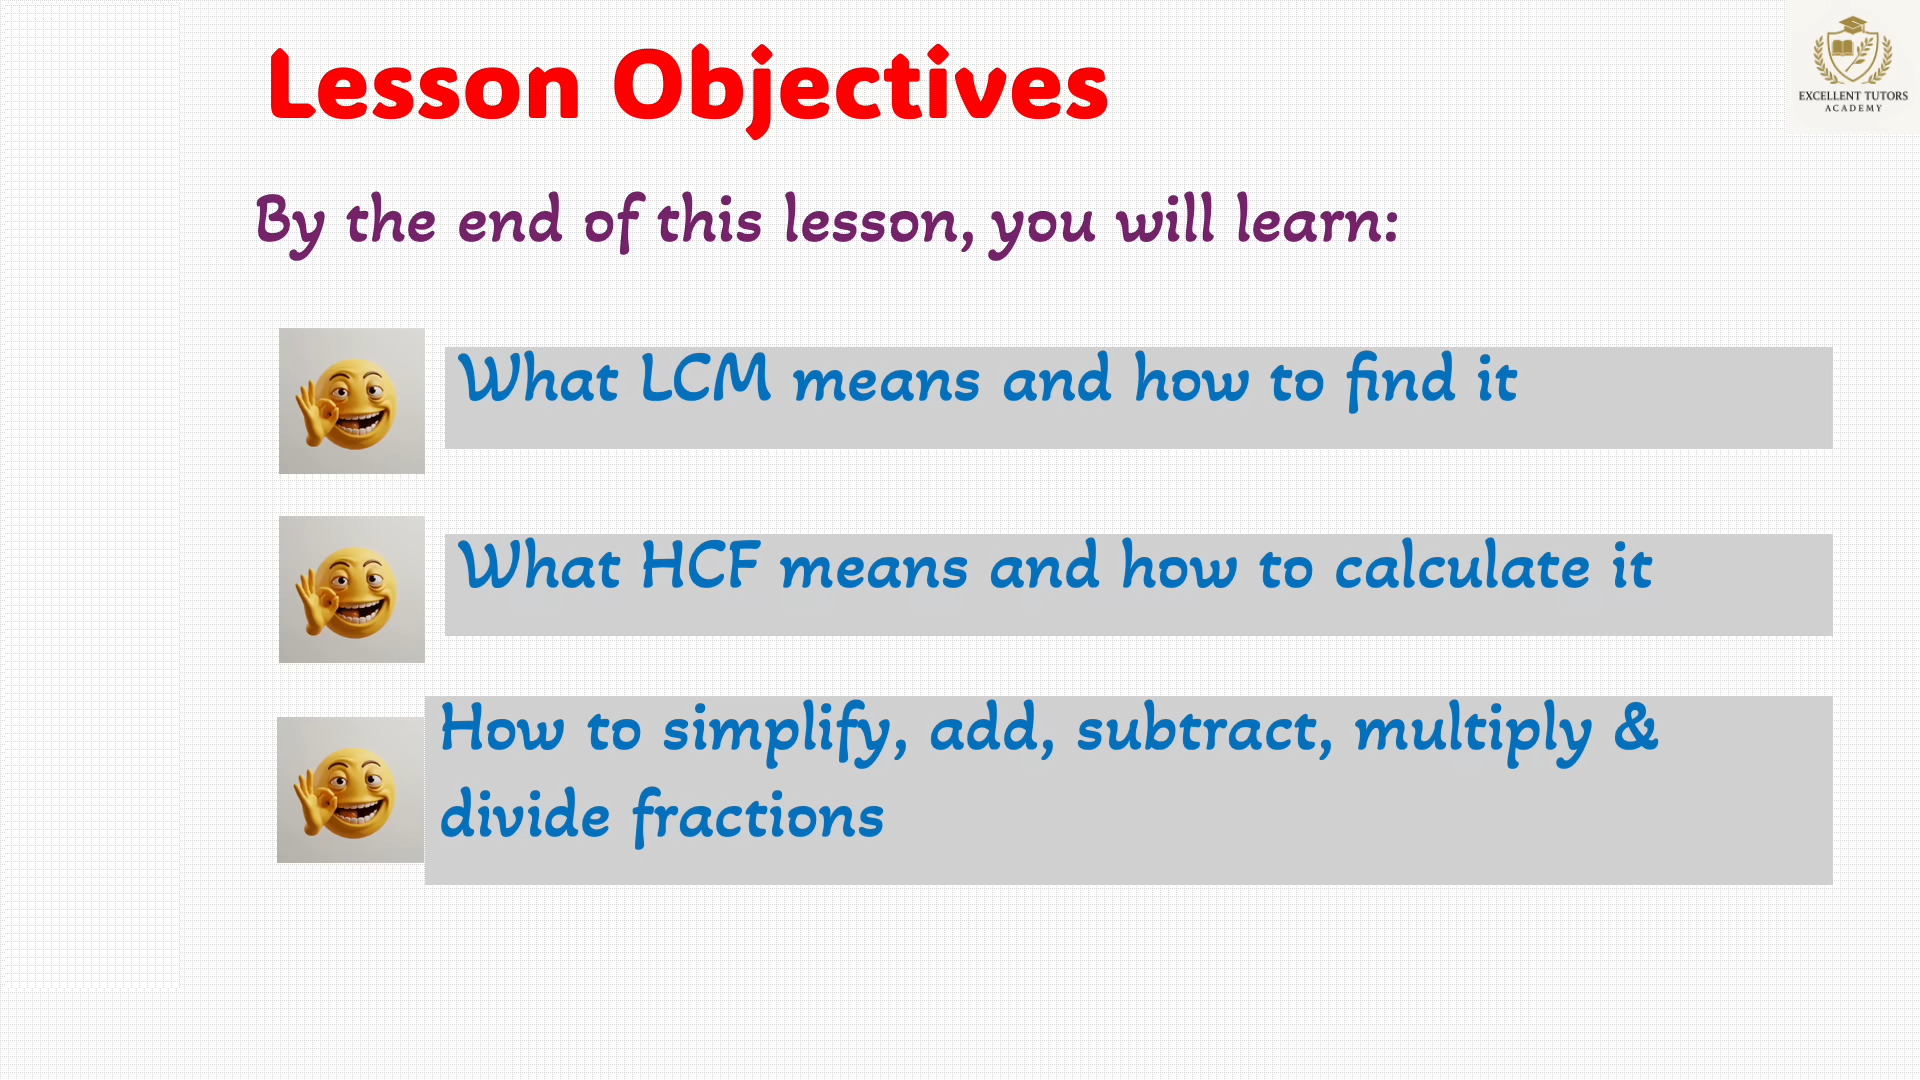 Lesson Objectives
EXCELLENT TUTORS
ACADEMY
By the end of this lesson, you will learn:
What LCM means and how to find it
What HCF means and how to calculate it
How to simplify, add, subtract, multiply &
divide fractions